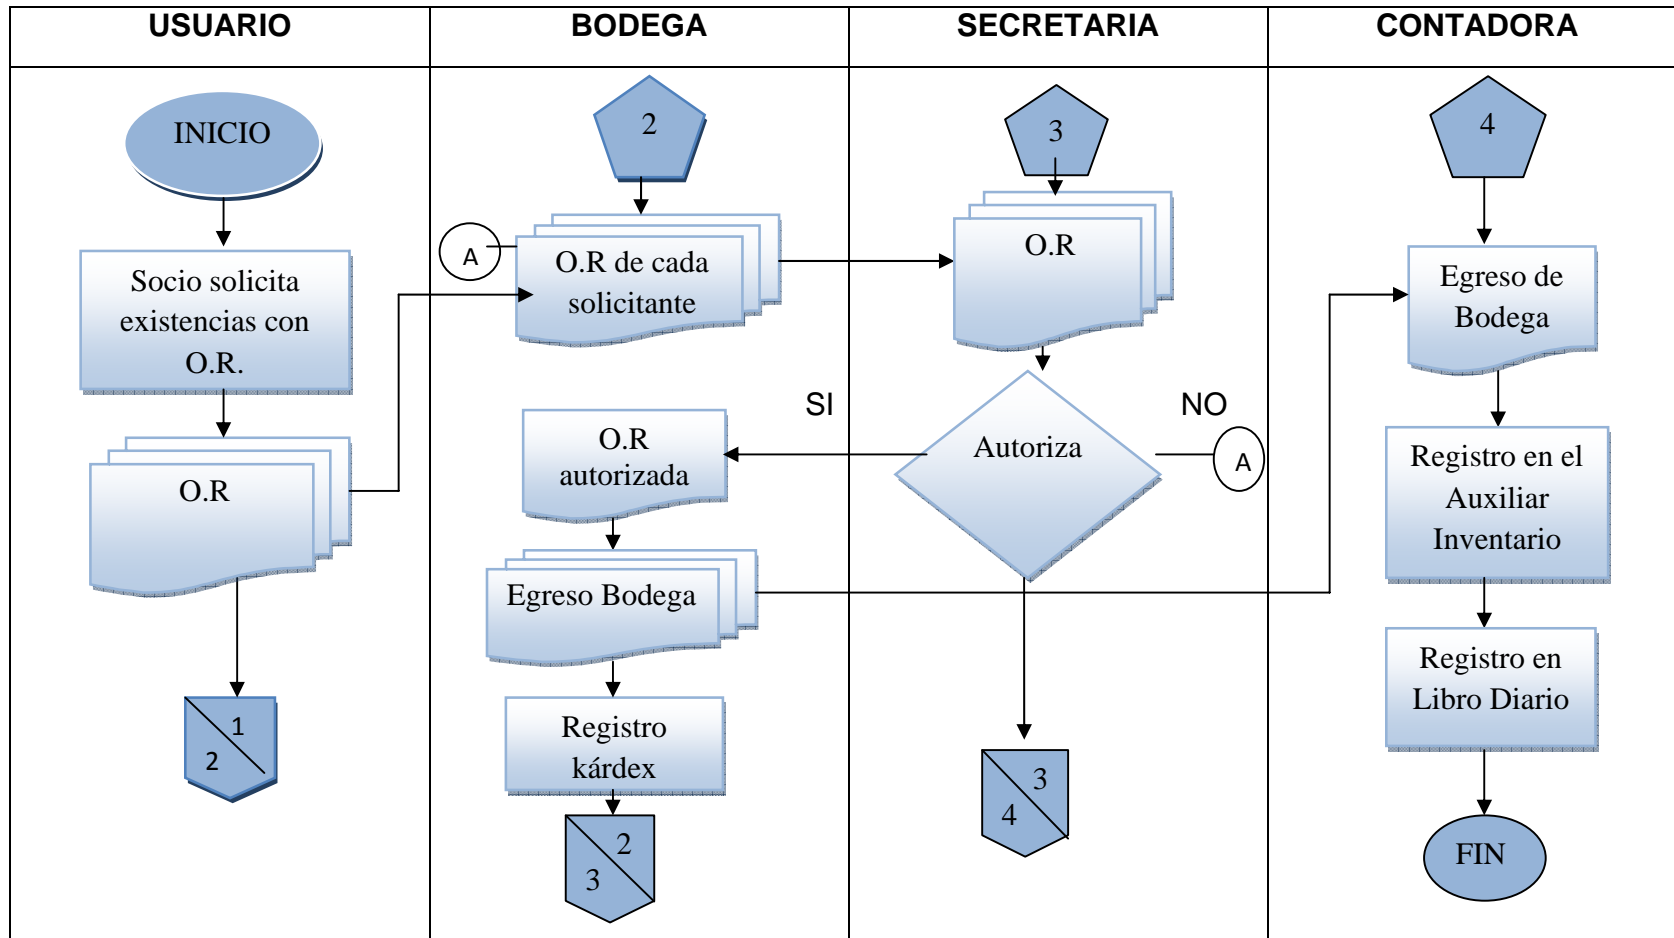 USUARIO
BODEGA
SECRETARIA
CONTADORA
INICIO
Socio solicita
existencias con
O.R.
O.R
1
2
2
A
O.R de cada
solicitante
O.R
autorizada
Egreso Bodega
Registro
kárdex
2
3
3
O.R
SI
NO
Autoriza
A
3
4
4
Egreso de
Bodega
Registro en el
Auxiliar
Inventario
Registro en
Libro Diario
FIN